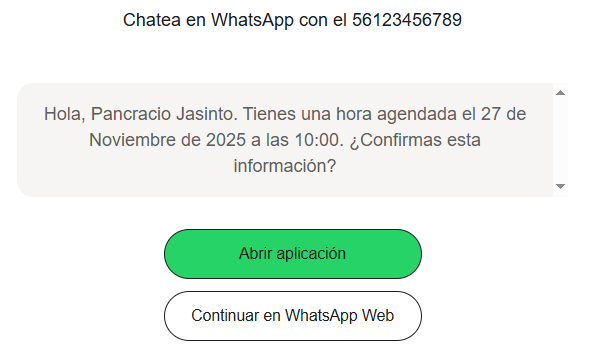 Chatea en WhatsApp con el 56123456789
Hola, Pancracio Jasinto. Tienes una hora agendada el 27 de
Noviembre de 2025 a las 10:00. ¿Confirmas esta
información?
Abrir aplicación
Continuar en WhatsApp Web